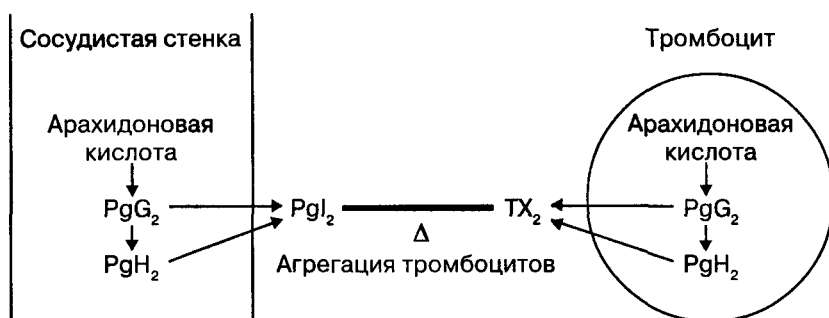 Сосудистая стенка
Тромбоцит
Арахидоновая
кислота
Арахидоновая
кислота
PgG₂
PgI₂
TX₂
PgG₂
Δ
Агрегация тромбоцитов
PgH₂
PgH₂